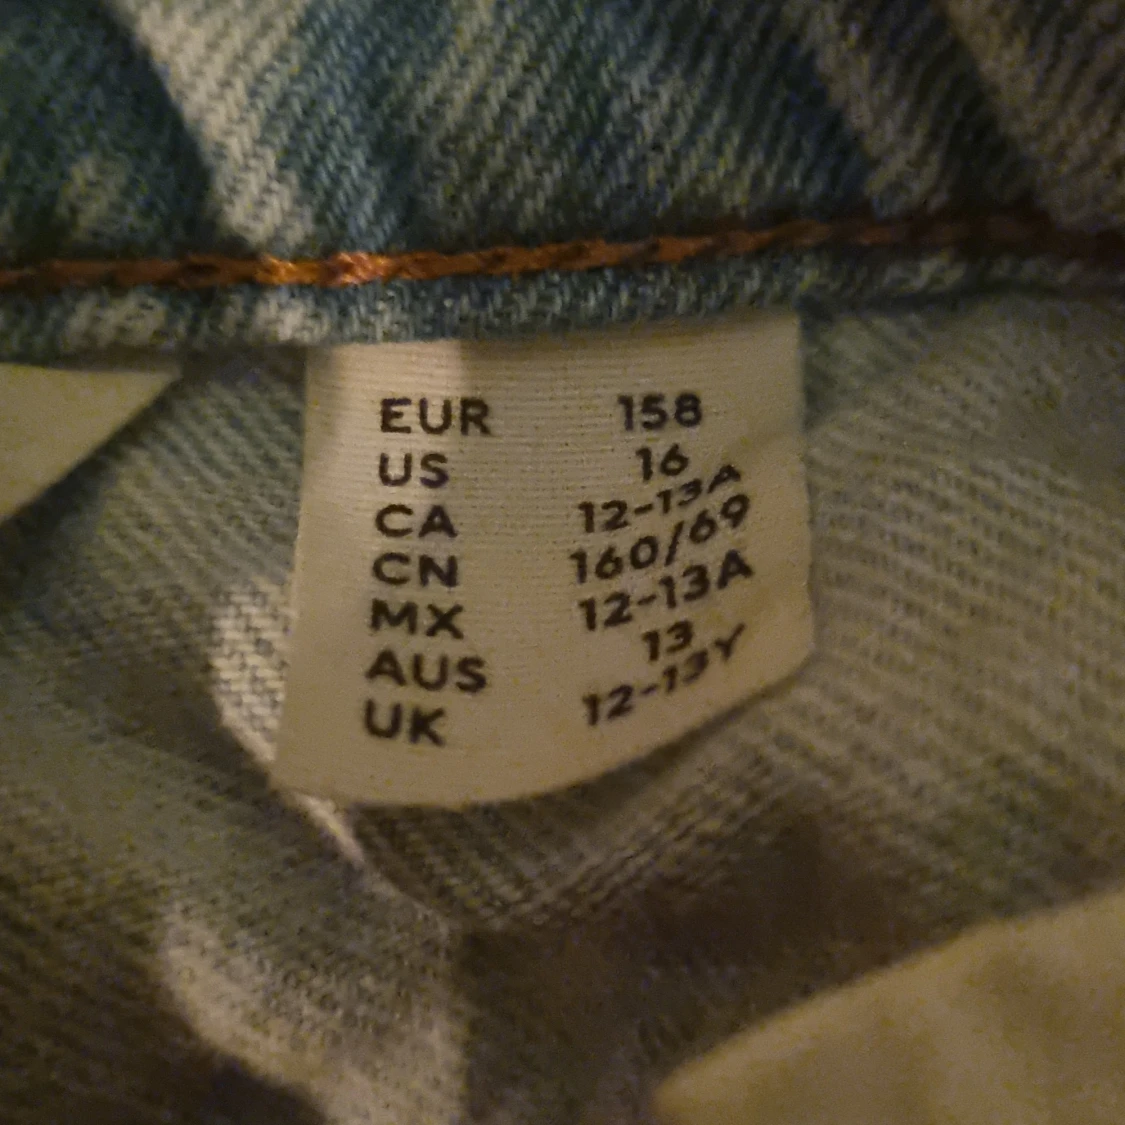 EUR 158
US 16
CA 12-13A
CN 160/69
MX 12-13A
AUS 13
UK 12-13Y